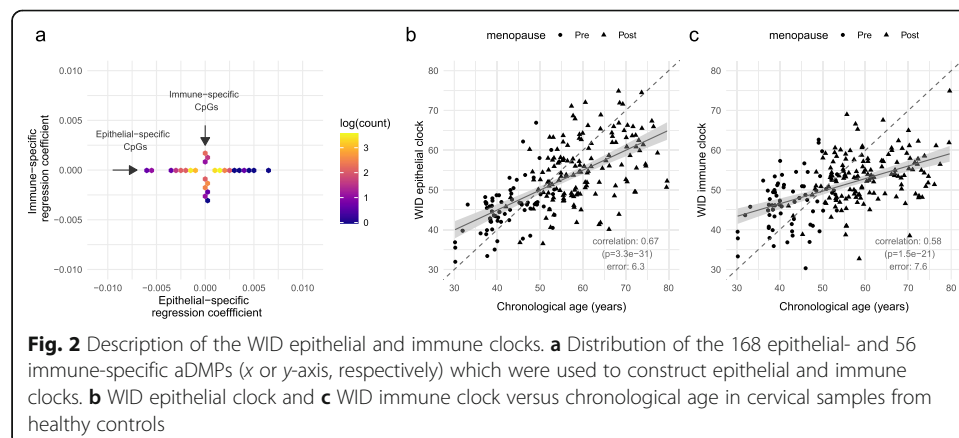 a
0.010
0.005
0.000
−0.005
−0.010
Immune−specific
regression coefficient
Immune−specific
CpGs
Epithelial−specific
CpGs
−0.010 −0.005 0.000 0.005 0.010
Epithelial−specific
regression coeffficient
log(count)
3
2
1
0
b
menopause Pre Post
80
70
60
50
40
30
WID epithelial clock
correlation: 0.67
(p=3.3e−31)
error: 6.3
30 40 50 60 70 80
Chronological age (years)
c
menopause Pre Post
80
70
60
50
40
30
WID immune clock
correlation: 0.58
(p=1.5e−21)
error: 7.6
30 40 50 60 70 80
Chronological age (years)
Fig. 2 Description of the WID epithelial and immune clocks. a Distribution of the 168 epithelial- and 56
immune-specific aDMPs (x or y-axis, respectively) which were used to construct epithelial and immune
clocks. b WID epithelial clock and c WID immune clock versus chronological age in cervical samples from
healthy controls